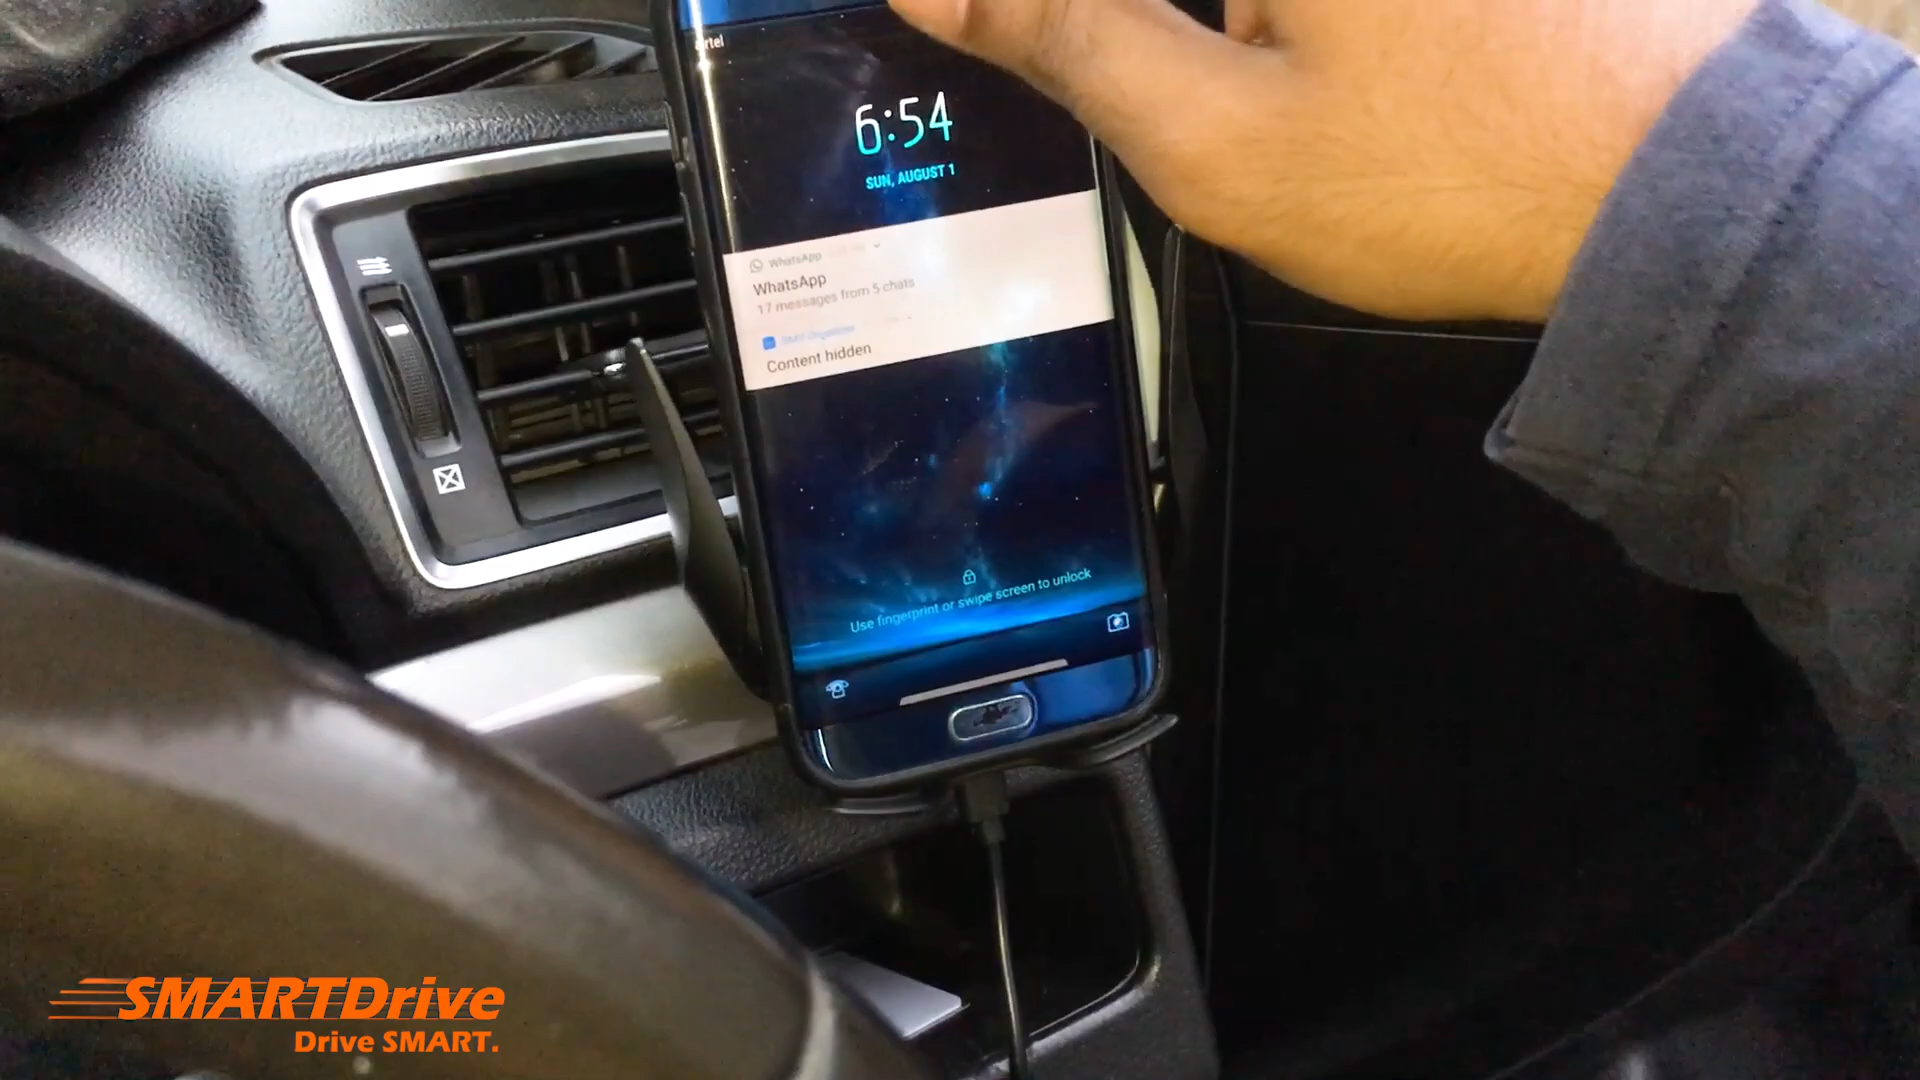 6:54
SUN, AUGUST 1
WhatsApp
WhatsApp
17 messages from 5 chats
Content hidden
Use fingerprint or swipe screen to unlock
SMARTDrive
Drive SMART.